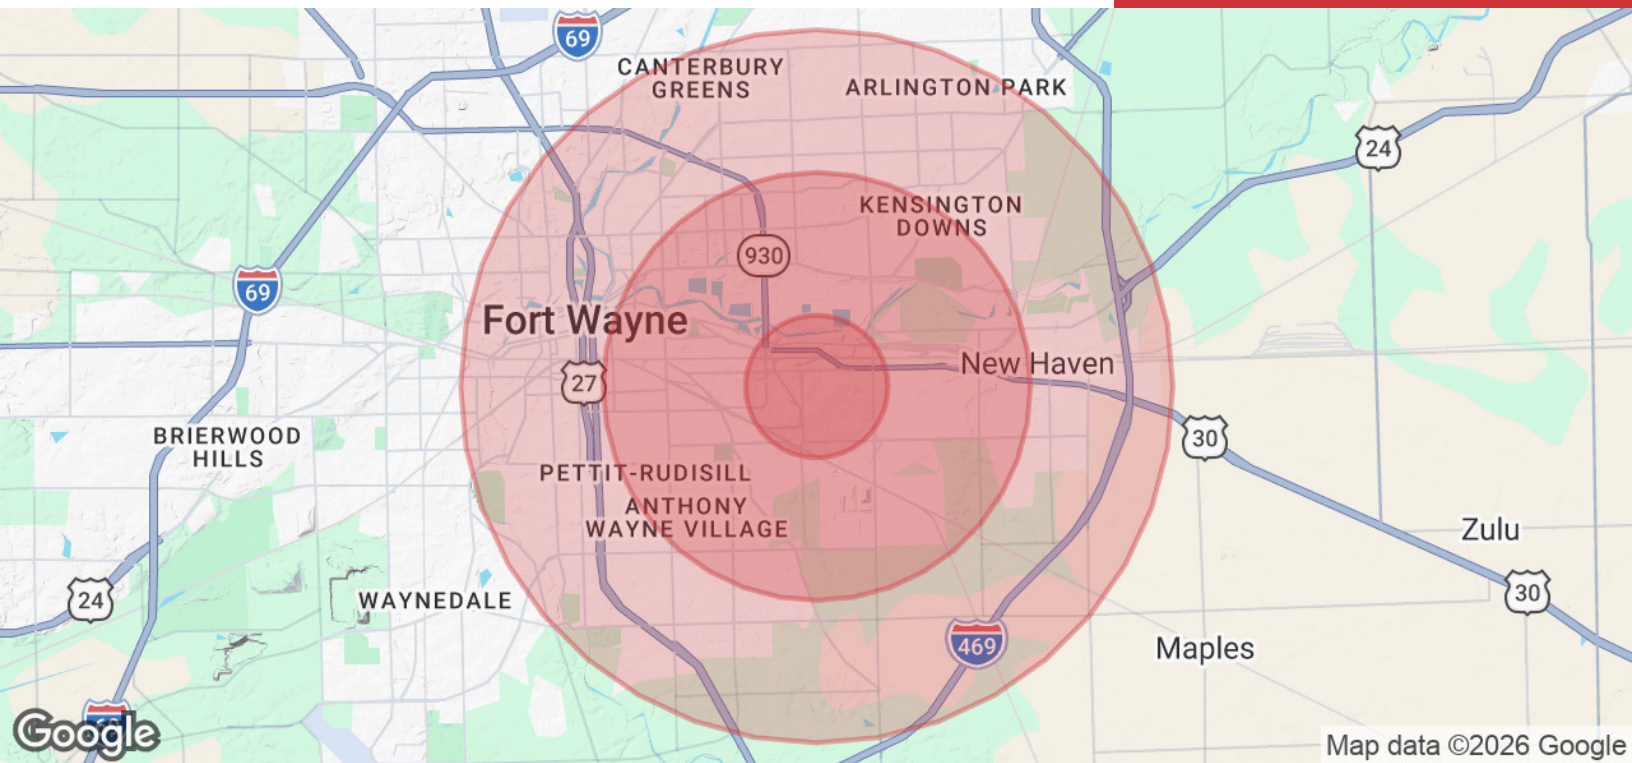 69
CANTERBURY
GREENS
ARLINGTON PARK
24
KENSINGTON
DOWNS
930
69
Fort Wayne
New Haven
27
30
BRIERWOOD
HILLS
PETTIT-RUDISILL
ANTHONY
WAYNE VILLAGE
Zulu
24
WAYNEDALE
30
469
Maples
69
Google
Map data ©2026 Google